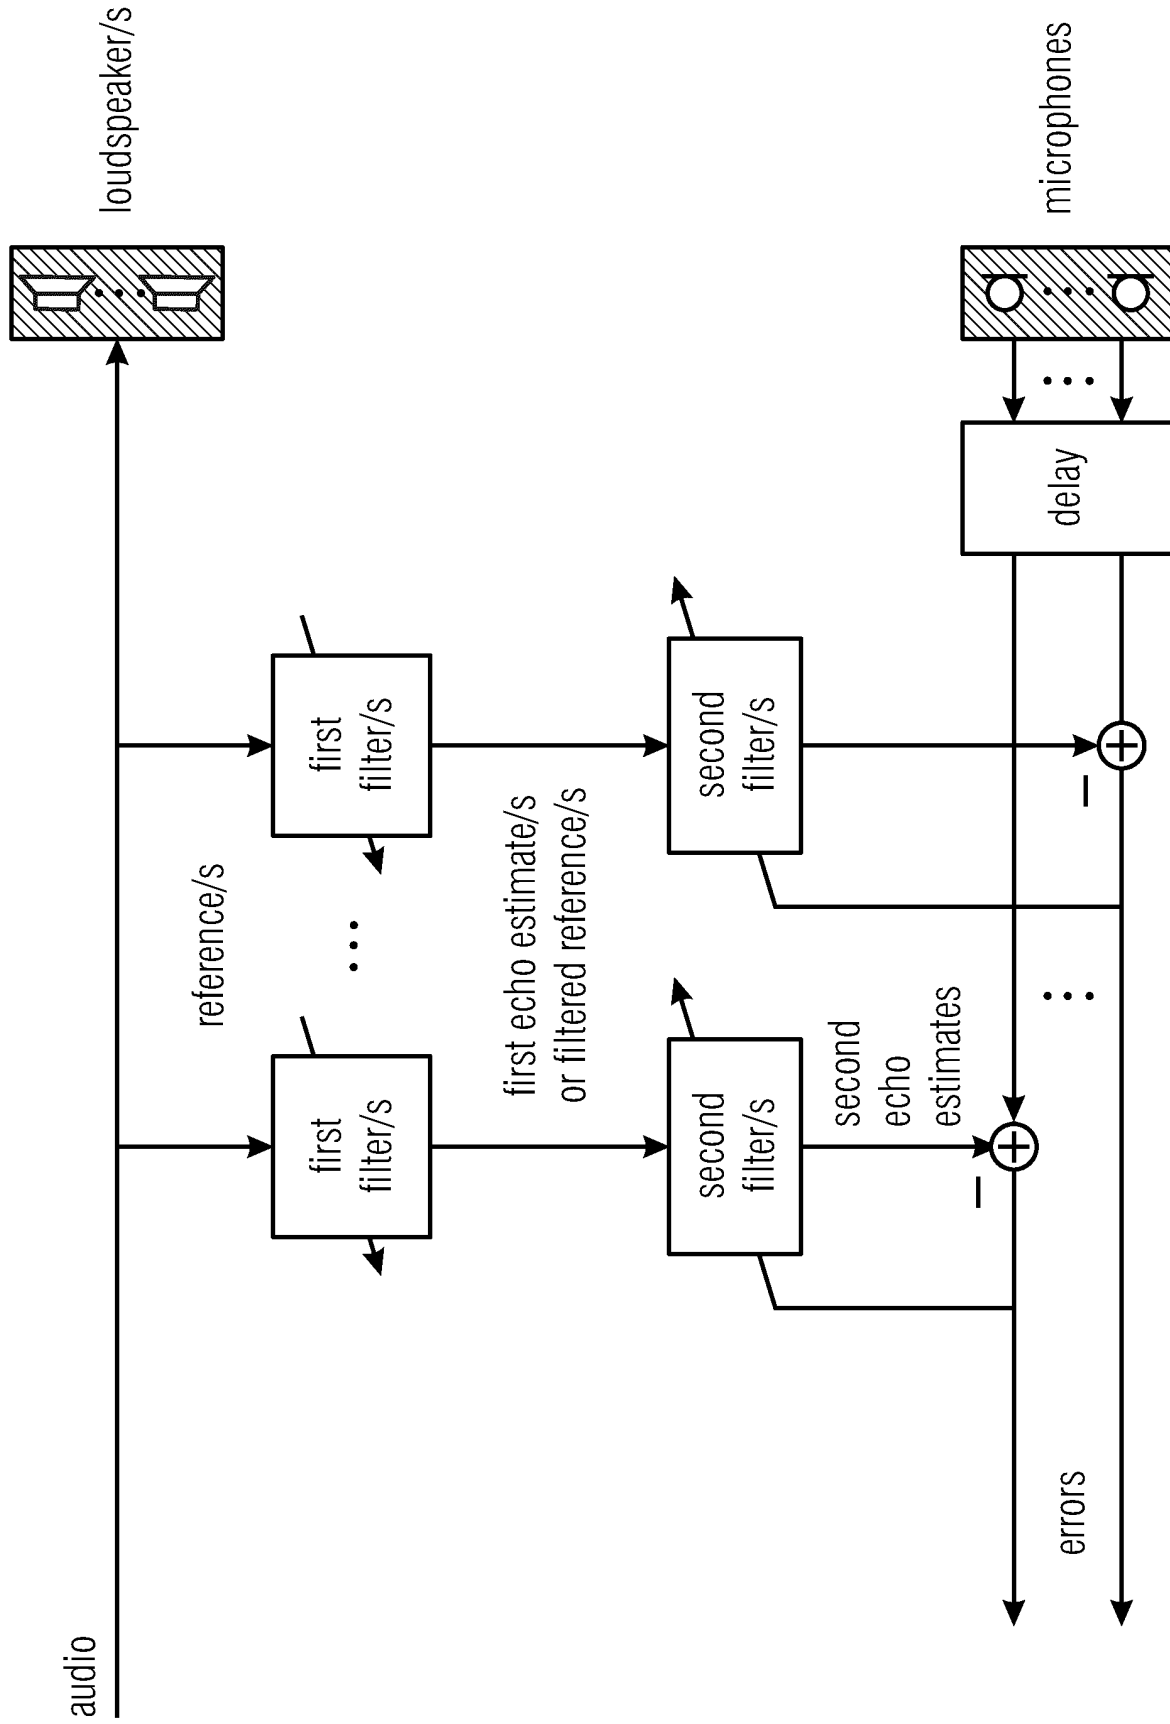 audio
loudspeaker/s
reference/s
first
filter/s
first
filter/s
first echo estimate/s
or filtered reference/s
second
filter/s
second
filter/s
second
echo
estimates
delay
microphones
errors